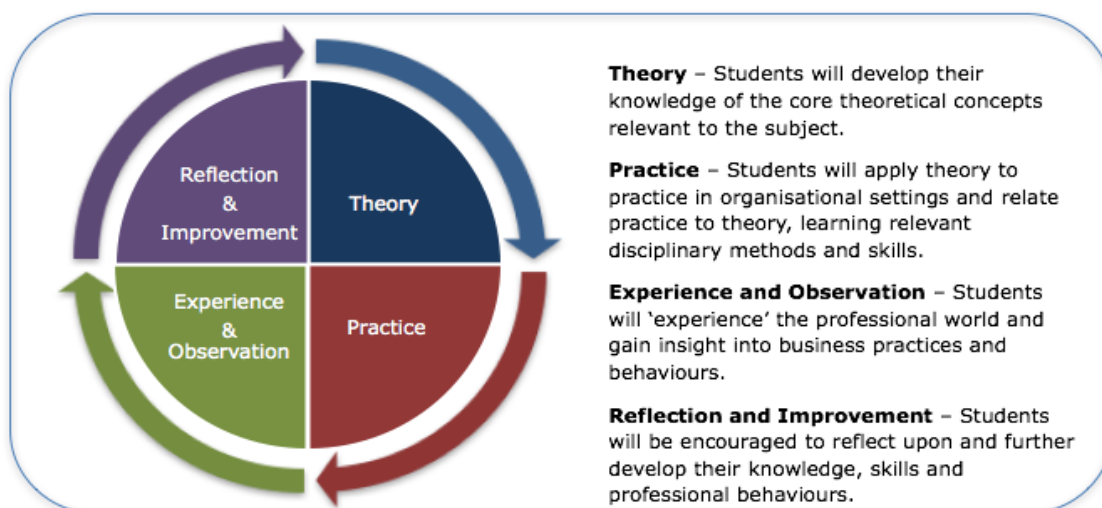 Reflection
&
Improvement
Theory
Experience
&
Observation
Practice
Theory – Students will develop their
knowledge of the core theoretical concepts
relevant to the subject.
Practice – Students will apply theory to
practice in organisational settings and relate
practice to theory, learning relevant
disciplinary methods and skills.
Experience and Observation – Students
will ‘experience’ the professional world and
gain insight into business practices and
behaviours.
Reflection and Improvement – Students
will be encouraged to reflect upon and further
develop their knowledge, skills and
professional behaviours.